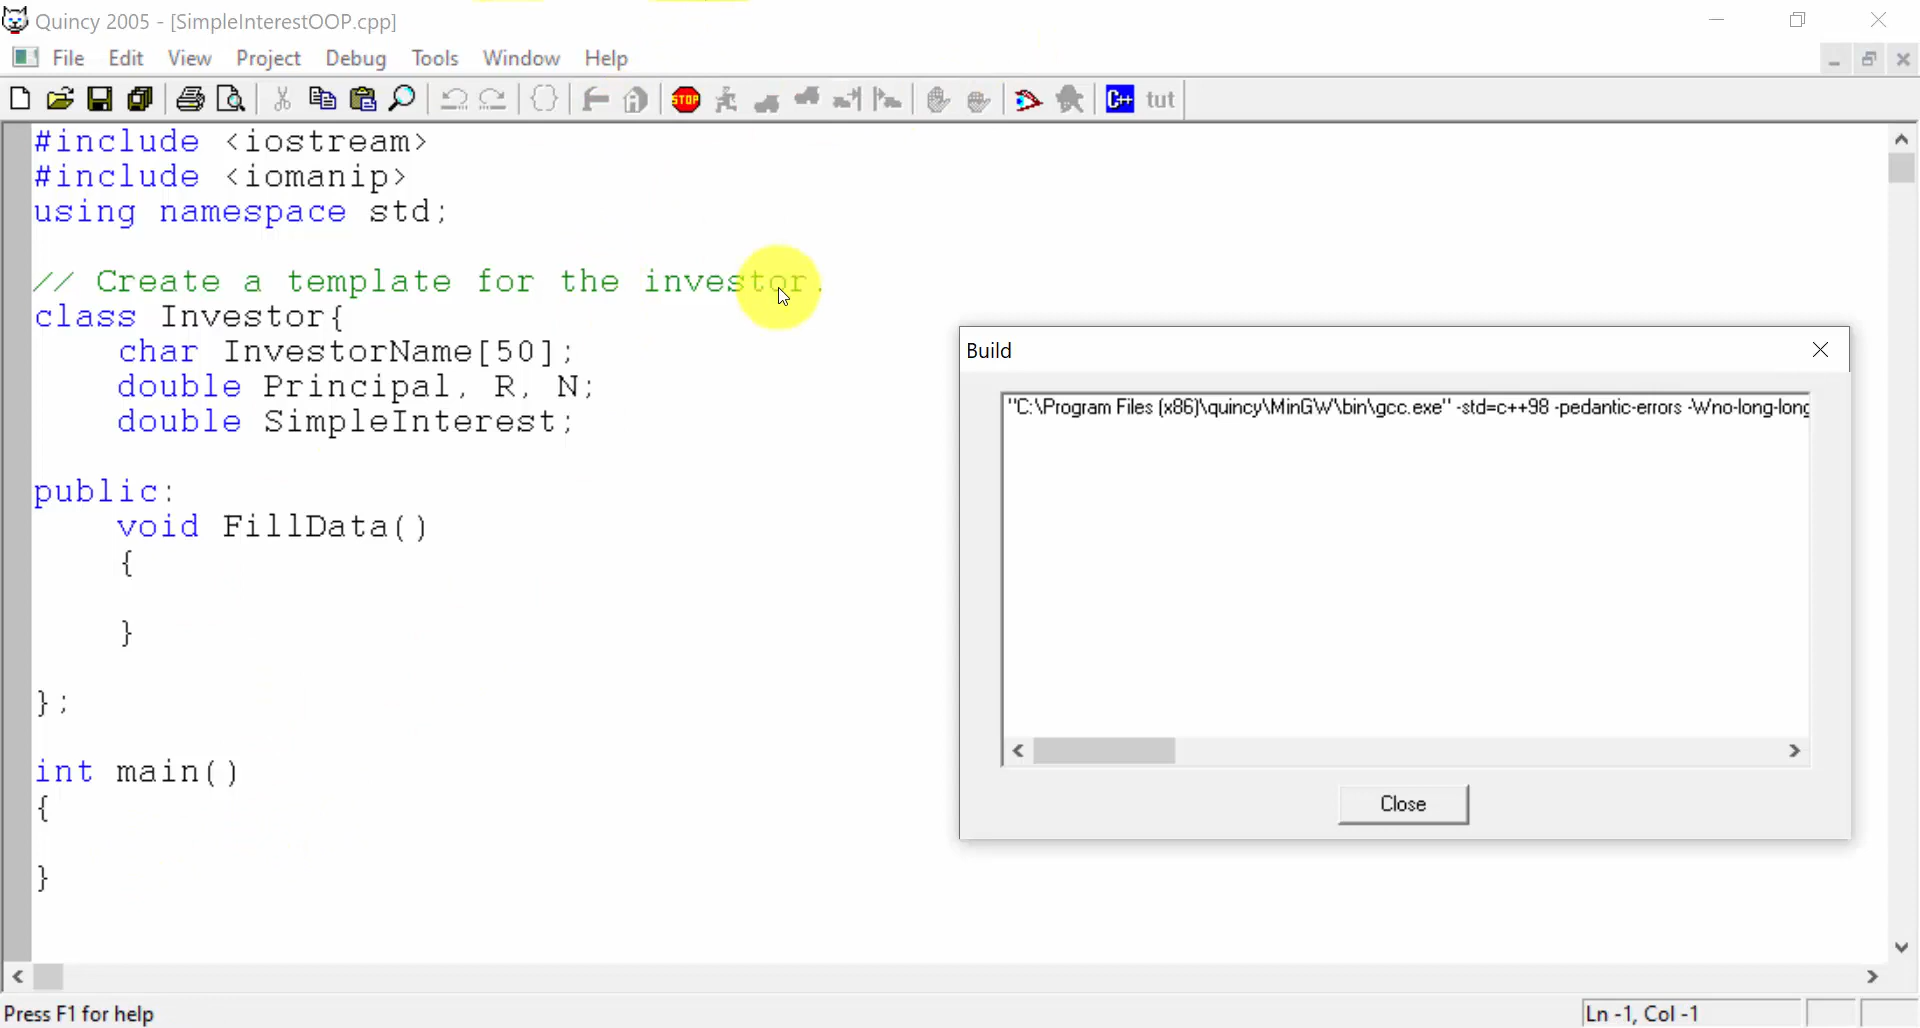 Quincy 2005 - [SimpleInterestOOP.cpp]
File Edit View Project Debug Tools Window Help
STOP C++ tut
#include <iostream>
#include <iomanip>
using namespace std;
// Create a template for the investor.
class Investor{
char InvestorName[50];
double Principal, R, N;
double SimpleInterest;
public:
void FillData()
{
}
};
int main()
{
}
Build
"C:\Program Files (x86)\quincy\MinGW\bin\gcc.exe" -std=c++98 -pedantic-errors -Wno-long-long
Close
Press F1 for help
Ln -1, Col -1